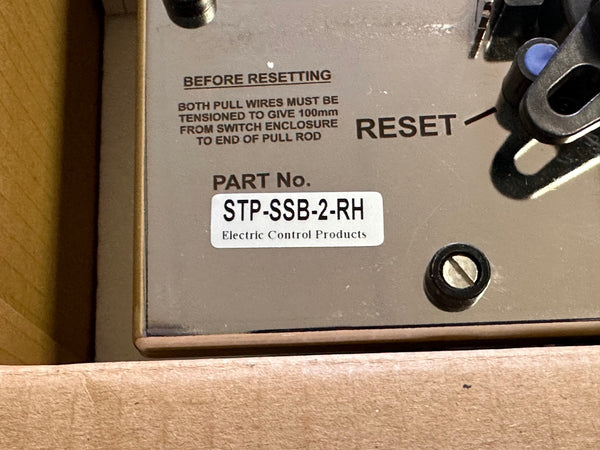 BEFORE RESETTING
BOTH PULL WIRES MUST BE
TENSIONED TO GIVE 100mm
FROM SWITCH ENCLOSURE
TO END OF PULL ROD
RESET
PART No.
STP-SSB-2-RH
Electric Control Products